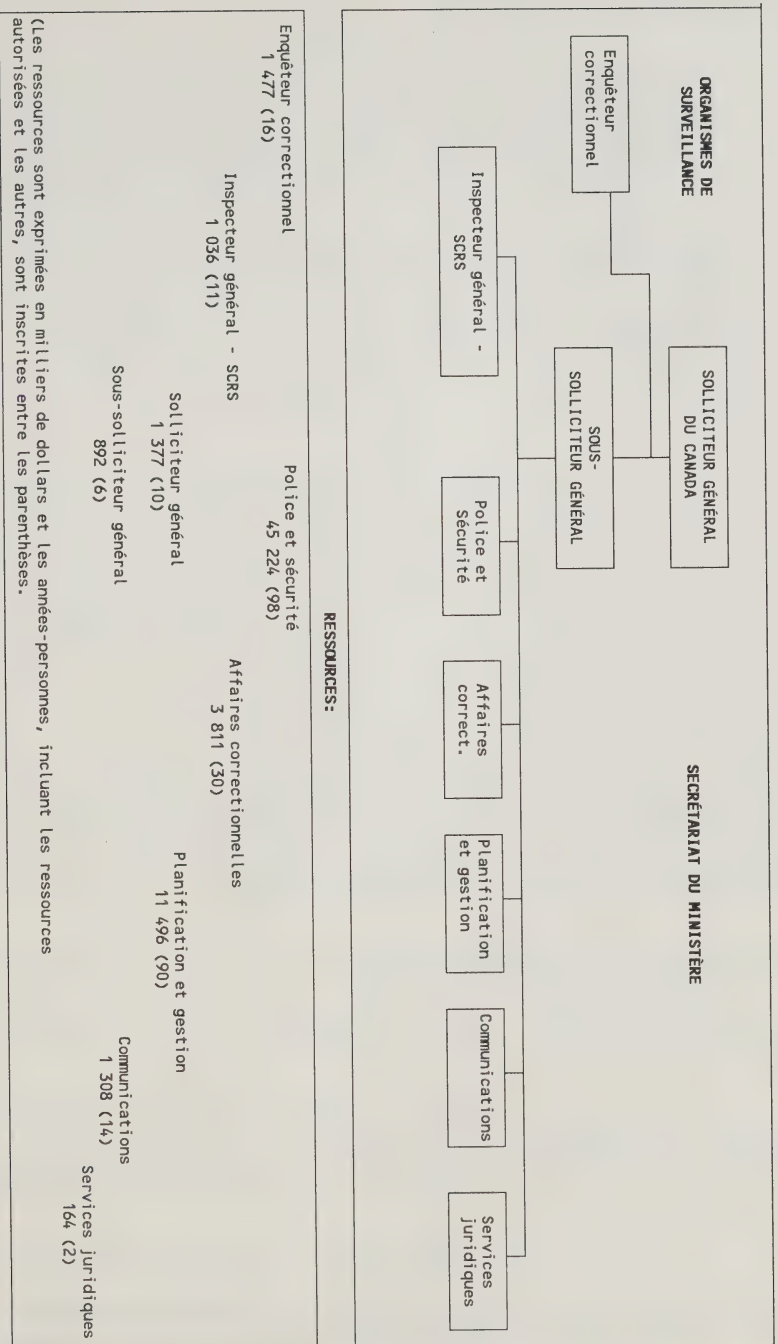 ORGANISMES DE
SURVEILLANCE
SECRÉTARIAT DU MINISTÈRE
SOLLICITEUR GÉNÉRAL
DU CANADA
Enquêteur
correctionnel
SOUS-
SOLLICITEUR GÉNÉRAL
Inspecteur général -
SCRS
Police et
Sécurité
Affaires
correct.
Planification
et gestion
Communications
Services
juridiques
RESSOURCES:
Enquêteur correctionnel
1 477 (16)
Police et sécurité
45 224 (98)
Inspecteur général - SCRS
1 036 (11)
Affaires correctionnelles
3 811 (30)
Solliciteur général
1 377 (10)
Planification et gestion
11 496 (90)
Sous-solliciteur général
892 (6)
Communications
1 308 (14)
Services juridiques
164 (2)
(Les ressources sont exprimées en milliers de dollars et les années-personnes, incluant les ressources
autorisées et les autres, sont inscrites entre les parenthèses.